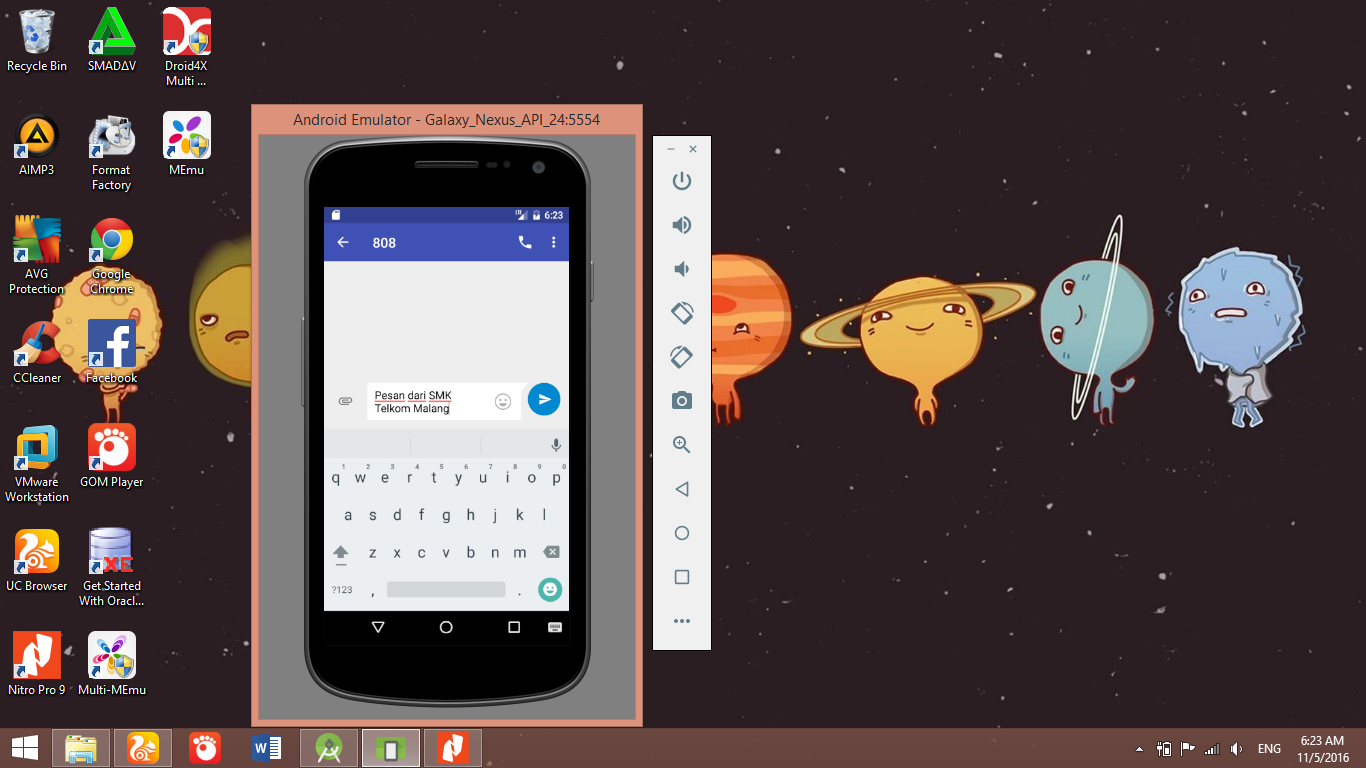 Recycle Bin
SMADΔV
Droid4X
Multi ...
AIMP3
Format
Factory
MEmu
AVG
Protection
Google
Chrome
CCleaner
Facebook
VMware
Workstation
GOM Player
UC Browser
Get Started
With Oracl...
Nitro Pro 9
Multi-MEmu
Android Emulator - Galaxy_Nexus_API_24:5554
6:23
808
Pesan dari SMK
Telkom Malang
1 2 3 4 5 6 7 8 9 0
q w e r t y u i o p
a s d f g h j k l
z x c v b n m
?123 , .
ENG
6:23 AM
11/5/2016